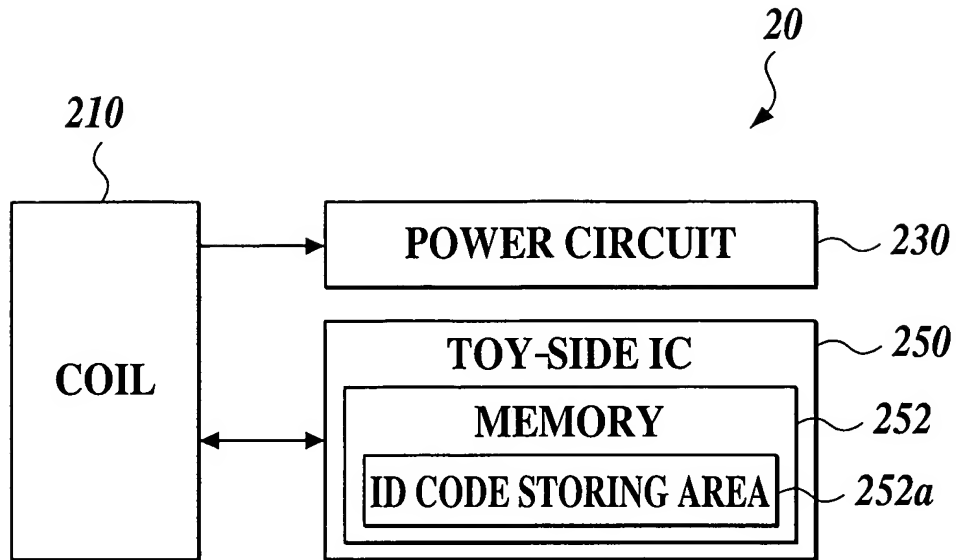 20
210
POWER CIRCUIT
230
COIL
TOY-SIDE IC
250
MEMORY
252
ID CODE STORING AREA
252a